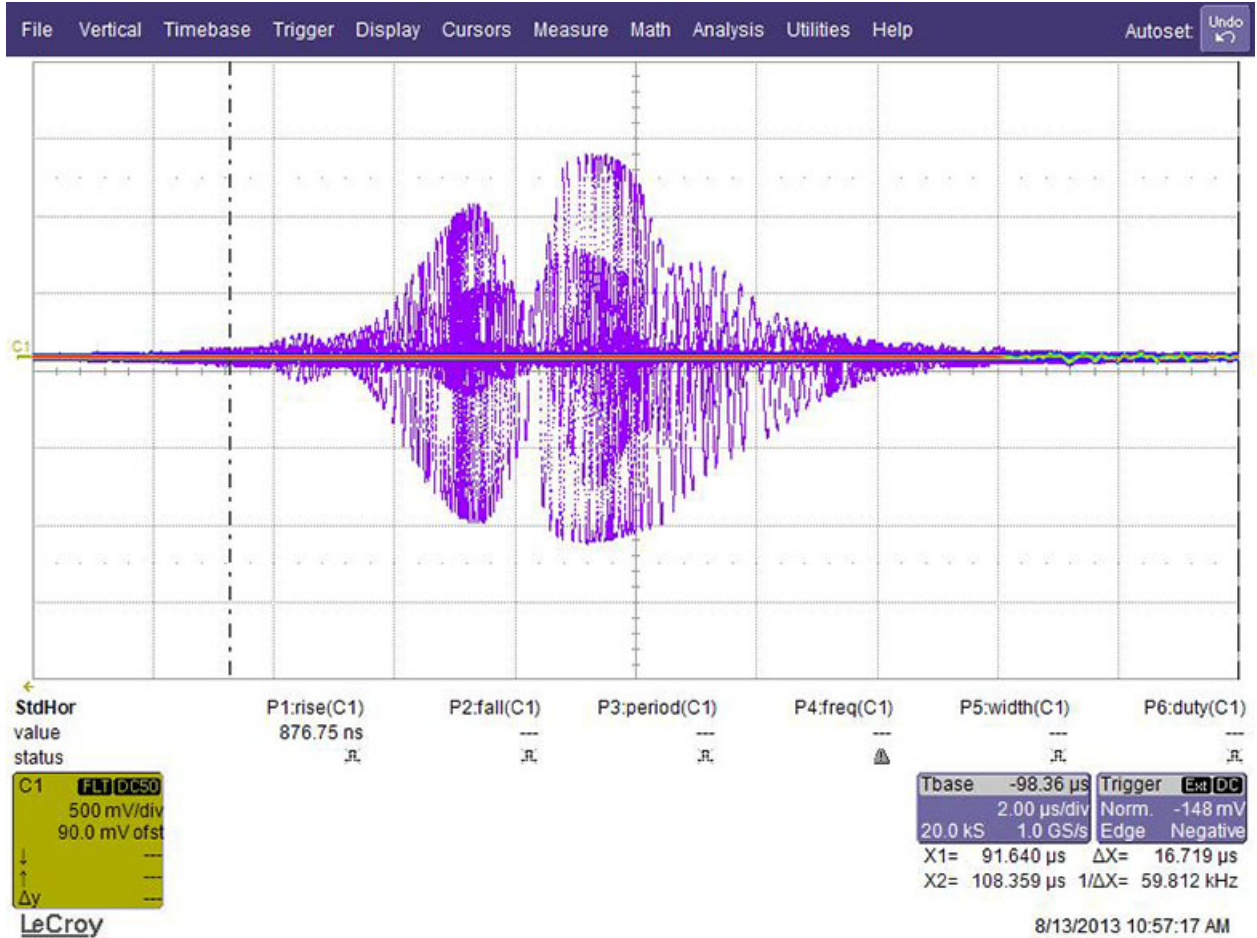 File Vertical Timebase Trigger Display Cursors Measure Math Analysis Utilities Help Autoset: Undo
C1
StdHor P1:rise(C1) P2:fall(C1) P3:period(C1) P4:freq(C1) P5:width(C1) P6:duty(C1)
value 876.75 ns --- --- --- --- ---
status
C1 FLT DC50
500 mV/div
90.0 mV ofst
↓ ---
↑ ---
Δy ---
Tbase -98.36 µs
2.00 µs/div
20.0 kS 1.0 GS/s
Trigger Ext DC
Norm. -148 mV
Edge Negative
X1= 91.640 µs ΔX= 16.719 µs
X2= 108.359 µs 1/ΔX= 59.812 kHz
LeCroy
8/13/2013 10:57:17 AM